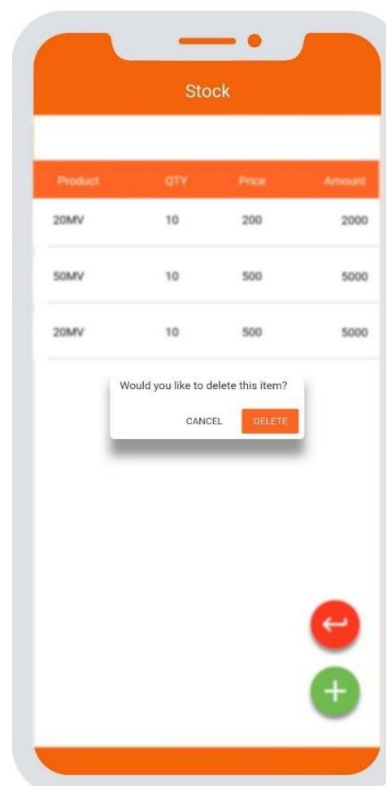 Stock
Product QTY Price Amount
20MV 10 200 2000
50MV 10 500 5000
20MV 10 500 5000
Would you like to delete this item?
CANCEL DELETE